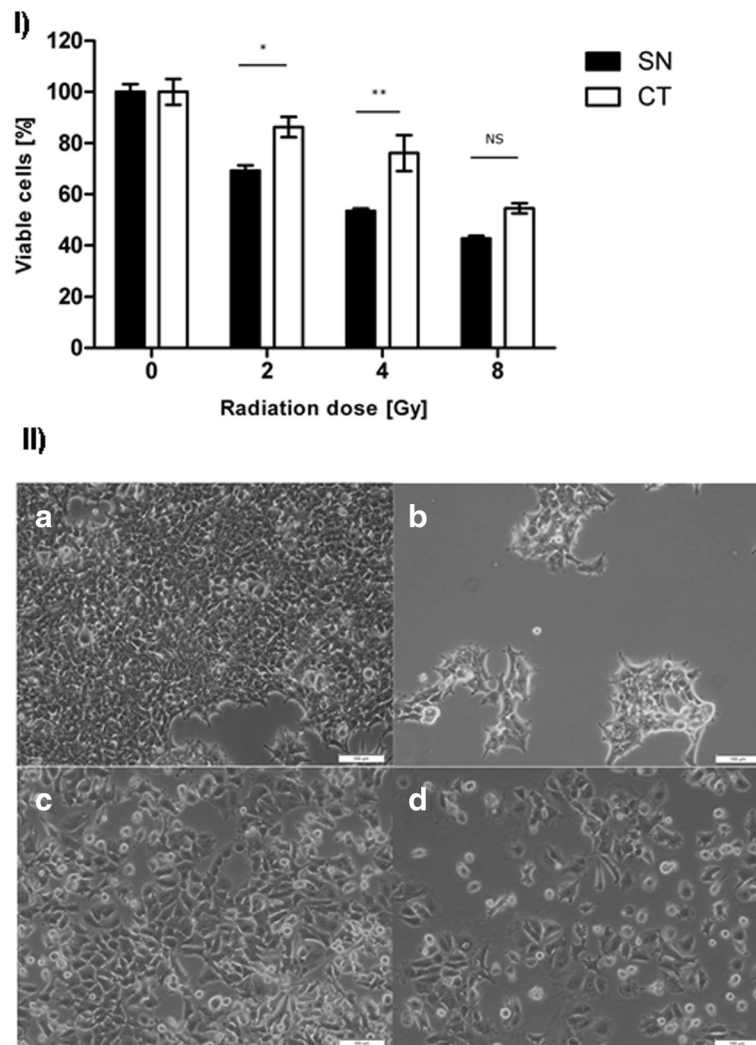 I)
120
100
80
60
40
20
0
Viable cells [%]
*
**
NS
SN
CT
0 2 4 8
Radiation dose [Gy]
II)
a
b
c
d